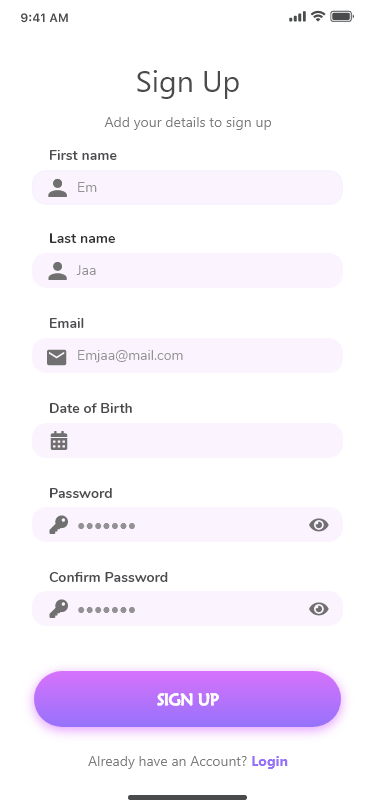 9:41 AM
Sign Up
Add your details to sign up
First name
Em
Last name
Jaa
Email
Emjaa@mail.com
Date of Birth
Password
•••••••
Confirm Password
•••••••
SIGN UP
Already have an Account? Login